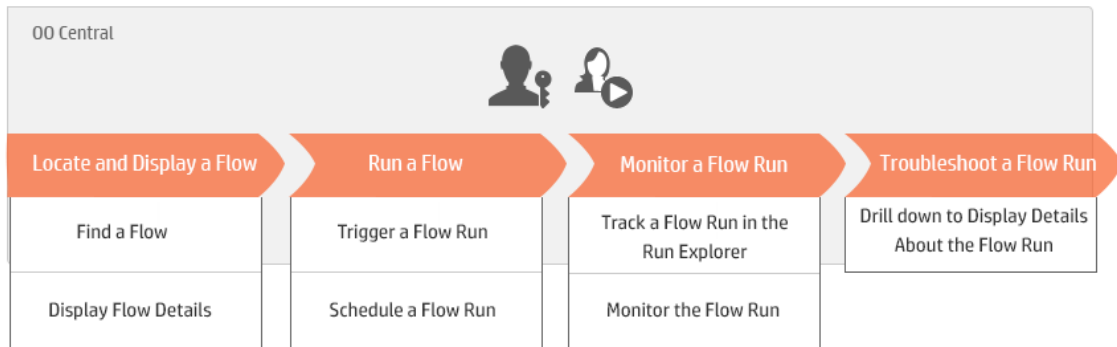 OO Central
Locate and Display a Flow
Run a Flow
Monitor a Flow Run
Troubleshoot a Flow Run
Find a Flow
Trigger a Flow Run
Track a Flow Run in the
Run Explorer
Drill down to Display Details
About the Flow Run
Display Flow Details
Schedule a Flow Run
Monitor the Flow Run